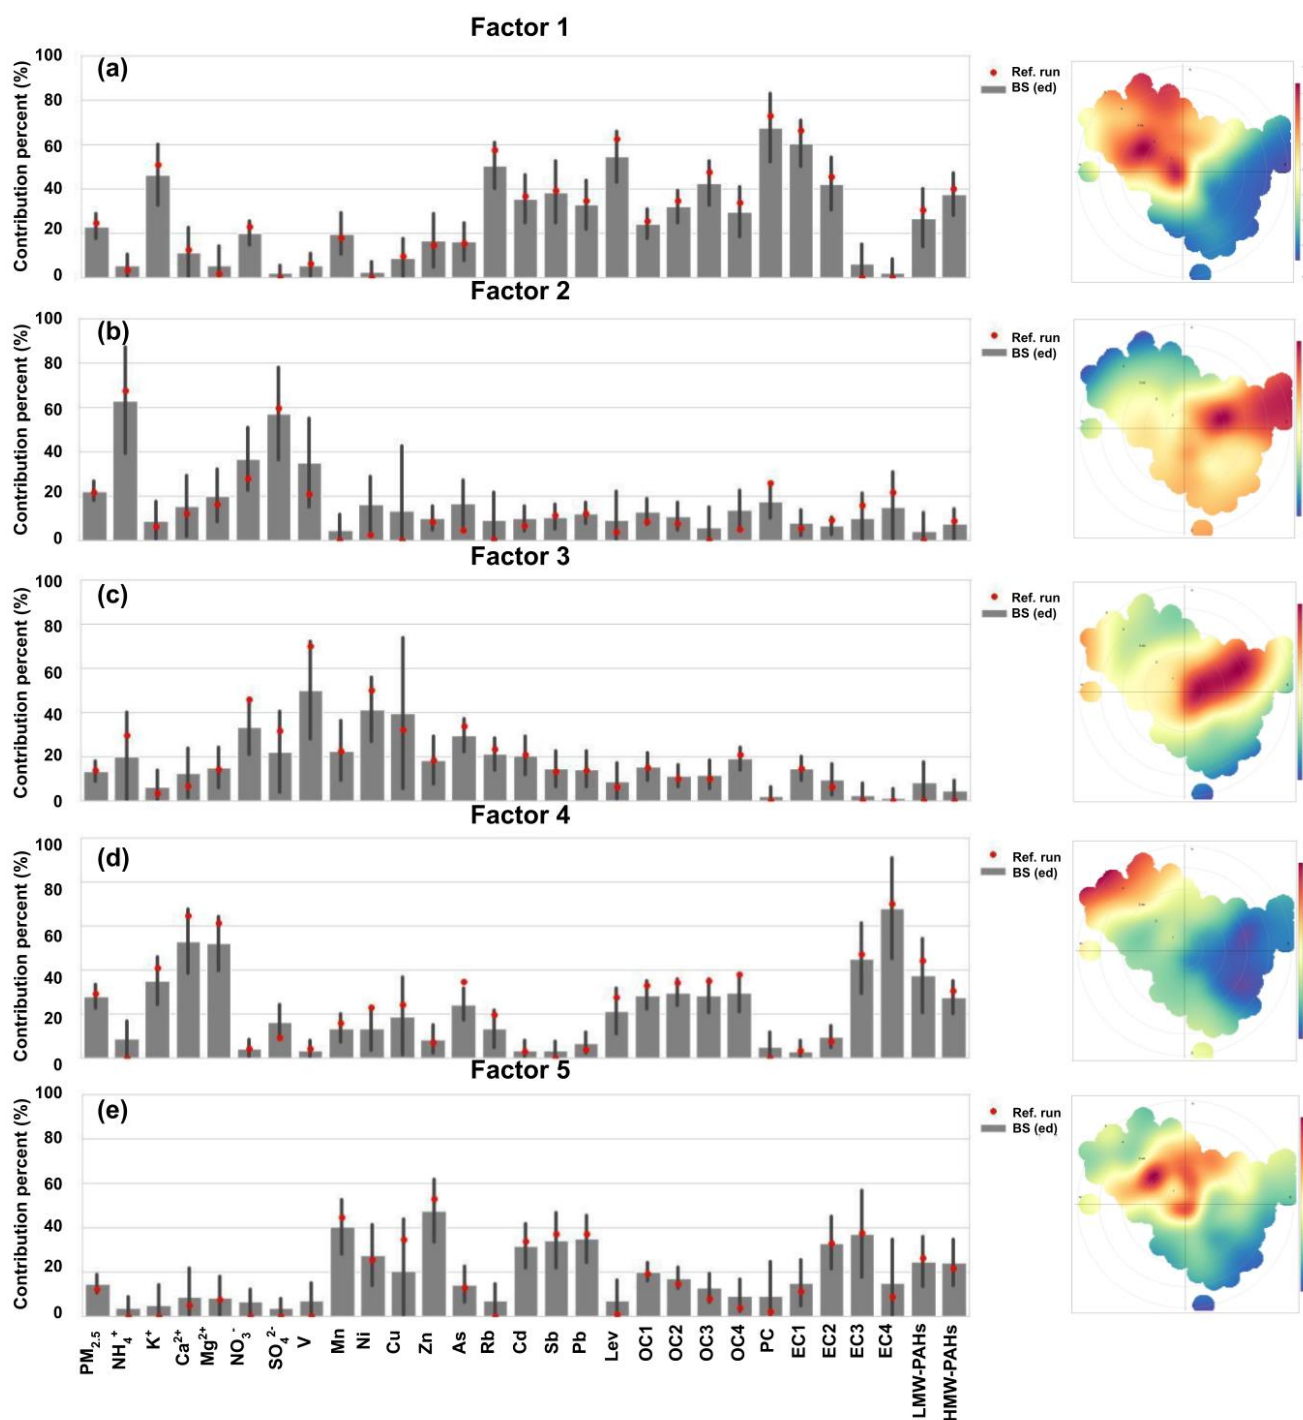 Factor 1
Contribution percent (%)
100
80
60
40
20
0
(a)
Ref. run
BS (ed)
Factor 2
Contribution percent (%)
100
80
60
40
20
0
(b)
Ref. run
BS (ed)
Factor 3
Contribution percent (%)
100
80
60
40
20
0
(c)
Ref. run
BS (ed)
Factor 4
Contribution percent (%)
100
80
60
40
20
0
(d)
Ref. run
BS (ed)
Factor 5
Contribution percent (%)
100
80
60
40
20
0
(e)
Ref. run
BS (ed)
PM2.5
NH4+
K+
Ca2+
Mg2+
NO3-
SO42-
V
Mn
Ni
Cu
Zn
As
Rb
Cd
Sb
Pb
Lev
OC1
OC2
OC3
OC4
PC
EC1
EC2
EC3
EC4
LMW-PAHs
HMW-PAHs